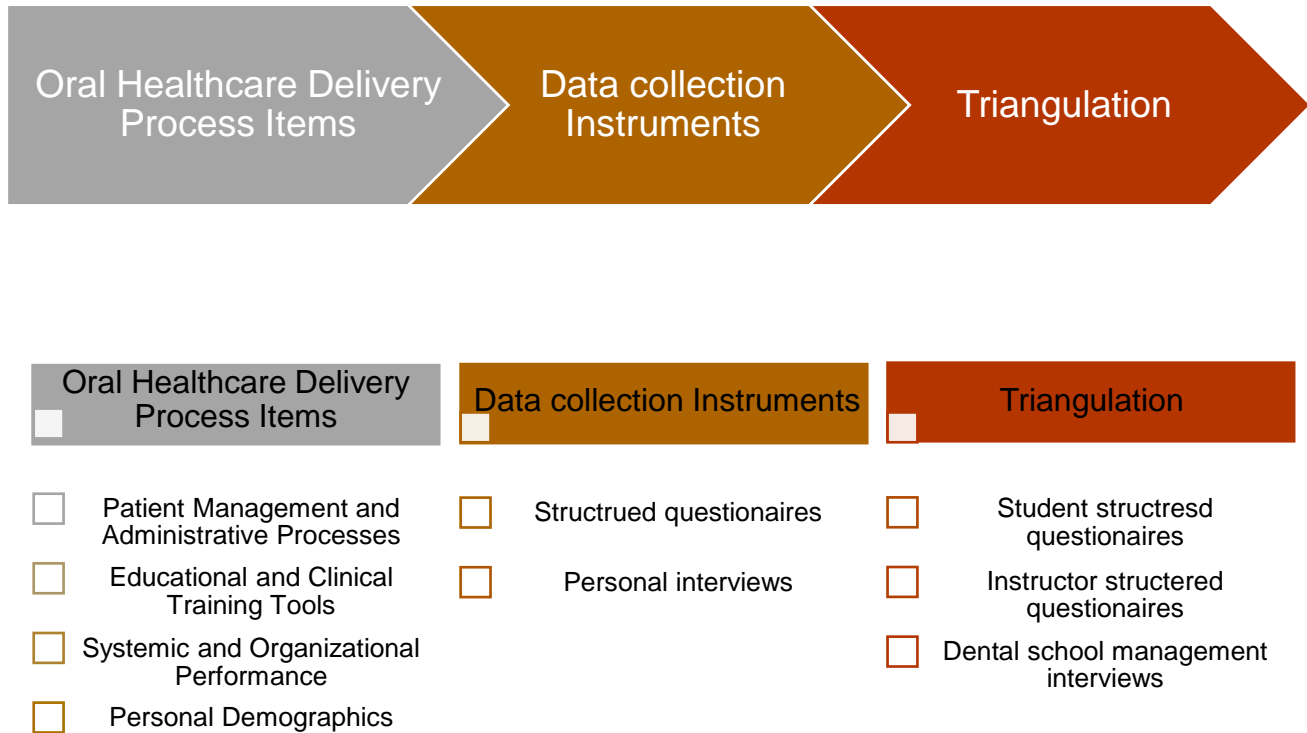 Oral Healthcare Delivery
Process Items
Data collection
Instruments
Triangulation
Oral Healthcare Delivery
Process Items
Patient Management and
Administrative Processes
Educational and Clinical
Training Tools
Systemic and Organizational
Performance
Personal Demographics
Data collection Instruments
Structrued questionaires
Personal interviews
Triangulation
Student structresd
questionaires
Instructor structered
questionaires
Dental school management
interviews